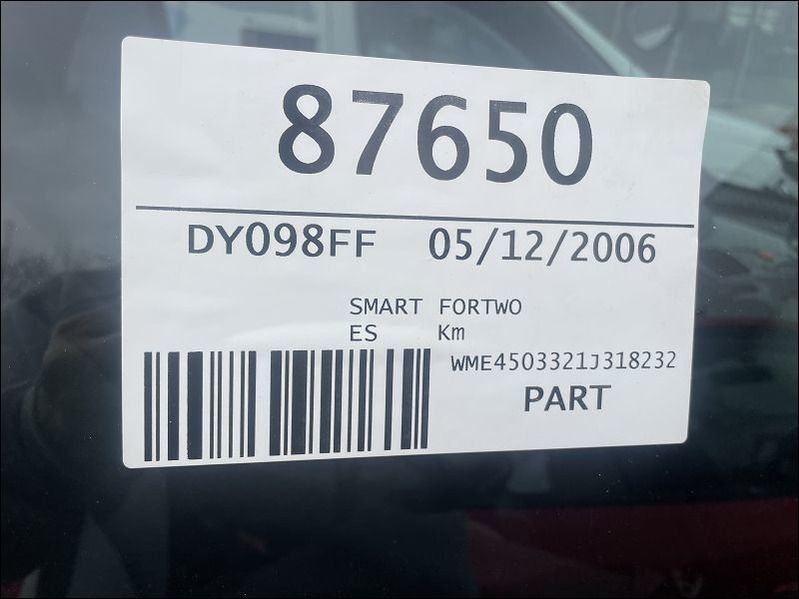 87650
DY098FF 05/12/2006
SMART FORTWO
ES Km
WME4503321J318232
PART